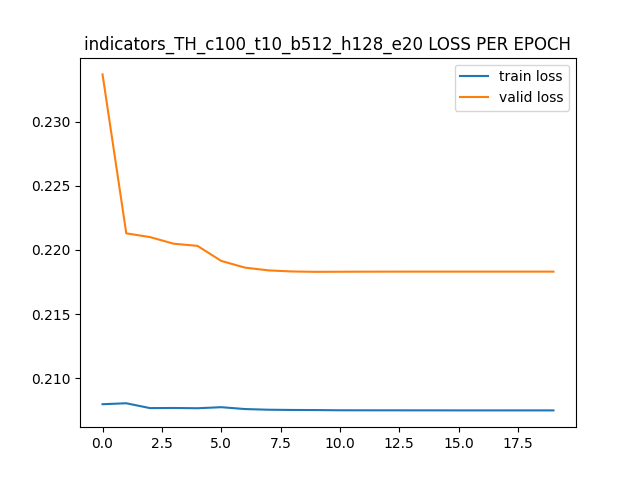 indicators_TH_c100_t10_b512_h128_e20 LOSS PER EPOCH
train loss
valid loss
0.230
0.225
0.220
0.215
0.210
0.0 2.5 5.0 7.5 10.0 12.5 15.0 17.5